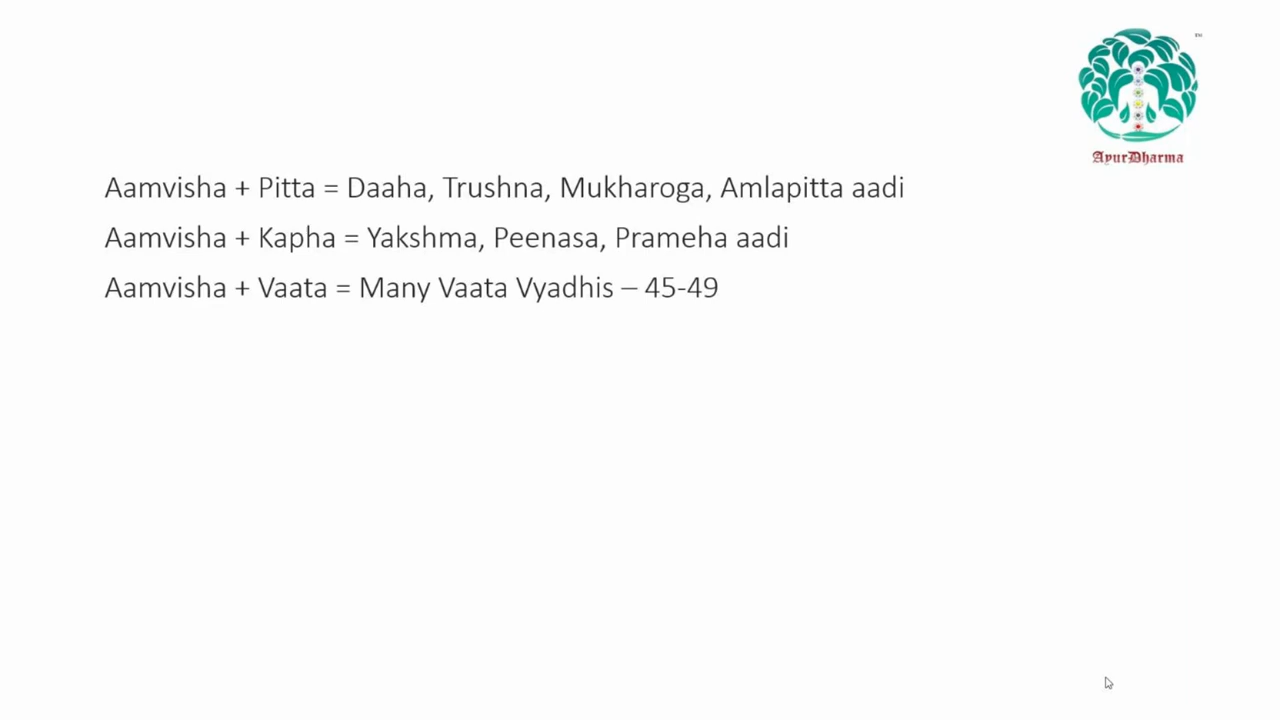 TM
AyurDharma
Aamvisha + Pitta = Daaha, Trushna, Mukharoga, Amlapitta aadi
Aamvisha + Kapha = Yakshma, Peenasa, Prameha aadi
Aamvisha + Vaata = Many Vaata Vyadhis – 45-49